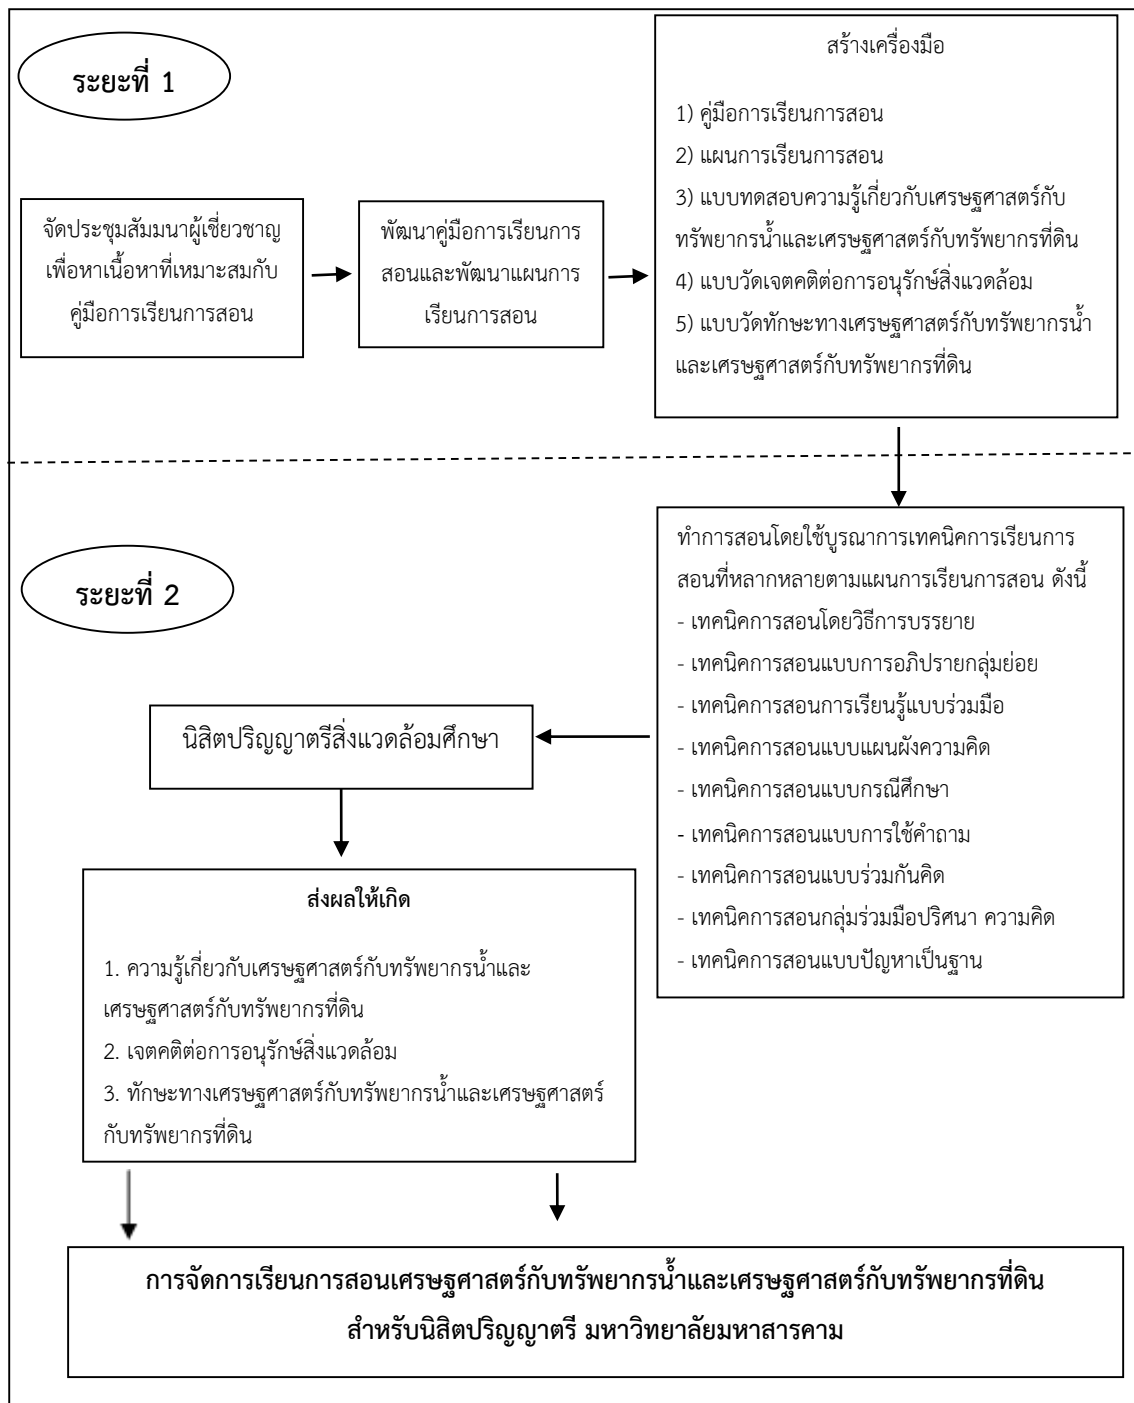 ระยะที่ 1
จัดประชุมสัมมนาผู้เชี่ยวชาญ
เพื่อหาเนื้อหาที่เหมาะสมกับ
คู่มือการเรียนการสอน
พัฒนาคู่มือการเรียนการ
สอนและพัฒนาแผนการ
เรียนการสอน
สร้างเครื่องมือ
1) คู่มือการเรียนการสอน
2) แผนการเรียนการสอน
3) แบบทดสอบความรู้เกี่ยวกับเศรษฐศาสตร์กับ
ทรัพยากรน้ำและเศรษฐศาสตร์กับทรัพยากรที่ดิน
4) แบบวัดเจตคติต่อการอนุรักษ์สิ่งแวดล้อม
5) แบบวัดทักษะทางเศรษฐศาสตร์กับทรัพยากรน้ำ
และเศรษฐศาสตร์กับทรัพยากรที่ดิน
ระยะที่ 2
ทำการสอนโดยใช้บูรณาการเทคนิคการเรียนการ
สอนที่หลากหลายตามแผนการเรียนการสอน ดังนี้
- เทคนิคการสอนโดยวิธีการบรรยาย
- เทคนิคการสอนแบบการอภิปรายกลุ่มย่อย
- เทคนิคการสอนการเรียนรู้แบบร่วมมือ
- เทคนิคการสอนแบบแผนผังความคิด
- เทคนิคการสอนแบบกรณีศึกษา
- เทคนิคการสอนแบบการใช้คำถาม
- เทคนิคการสอนแบบร่วมกันคิด
- เทคนิคการสอนกลุ่มร่วมมือปริศนา ความคิด
- เทคนิคการสอนแบบปัญหาเป็นฐาน
นิสิตปริญญาตรีสิ่งแวดล้อมศึกษา
ส่งผลให้เกิด
1. ความรู้เกี่ยวกับเศรษฐศาสตร์กับทรัพยากรน้ำและ
เศรษฐศาสตร์กับทรัพยากรที่ดิน
2. เจตคติต่อการอนุรักษ์สิ่งแวดล้อม
3. ทักษะทางเศรษฐศาสตร์กับทรัพยากรน้ำและเศรษฐศาสตร์
กับทรัพยากรที่ดิน
การจัดการเรียนการสอนเศรษฐศาสตร์กับทรัพยากรน้ำและเศรษฐศาสตร์กับทรัพยากรที่ดิน
สำหรับนิสิตปริญญาตรี มหาวิทยาลัยมหาสารคาม